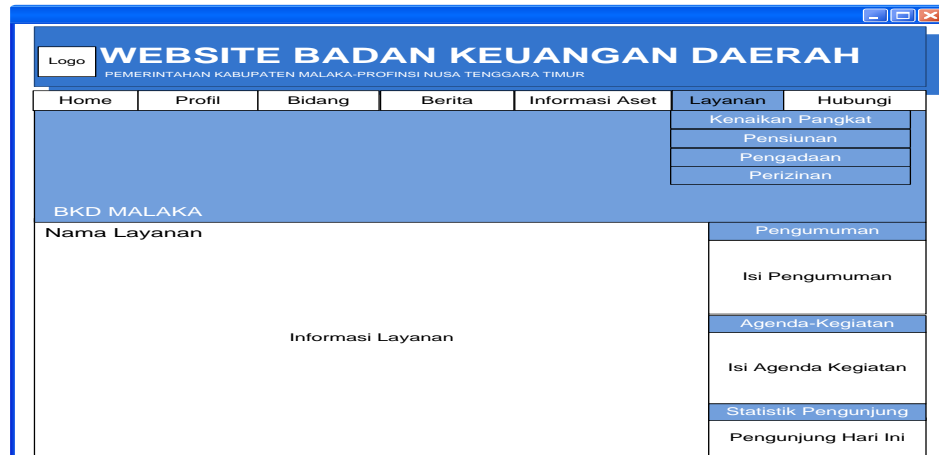 Logo
WEBSITE BADAN KEUANGAN DAERAH
PEMERINTAHAN KABUPATEN MALAKA-PROFINSI NUSA TENGGARA TIMUR
Home Profil Bidang Berita Informasi Aset Layanan Hubungi
Kenaikan Pangkat
Pensiunan
Pengadaan
Perizinan
BKD MALAKA
Nama Layanan
Informasi Layanan
Pengumuman
Isi Pengumuman
Agenda-Kegiatan
Isi Agenda Kegiatan
Statistik Pengunjung
Pengunjung Hari Ini